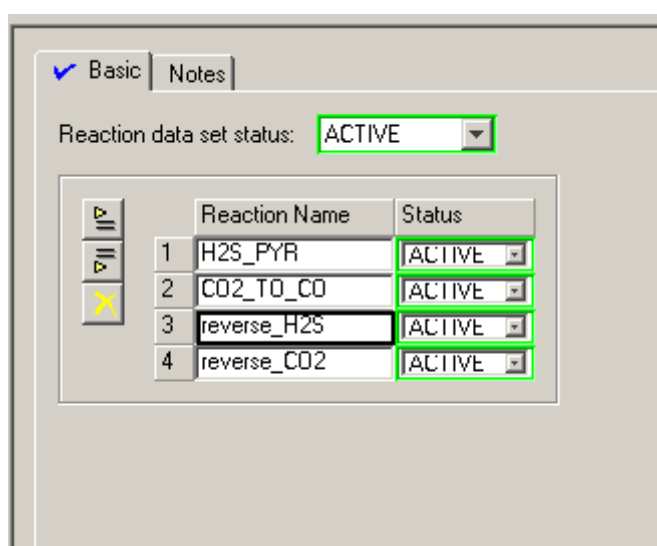 Basic Notes
Reaction data set status: ACTIVE
Reaction Name Status
1 H2S_PYR ACTIVE
2 CO2_TO_CO ACTIVE
3 reverse_H2S ACTIVE
4 reverse_CO2 ACTIVE